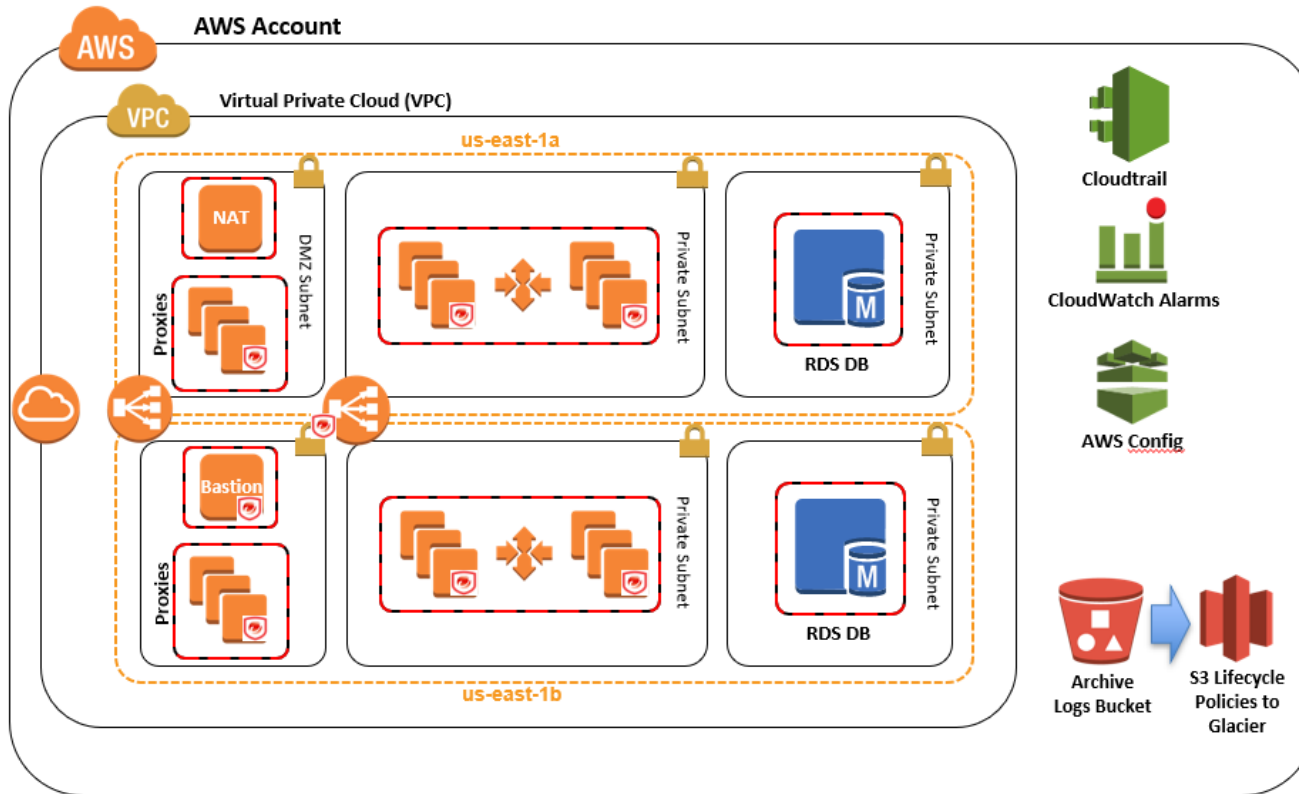 AWS
AWS Account
VPC
Virtual Private Cloud (VPC)
us-east-1a
NAT
Proxies
DMZ Subnet
Private Subnet
M
RDS DB
Private Subnet
Bastion
Proxies
Private Subnet
M
RDS DB
Private Subnet
us-east-1b
Cloudtrail
CloudWatch Alarms
AWS Config
Archive
Logs Bucket
S3 Lifecycle
Policies to
Glacier